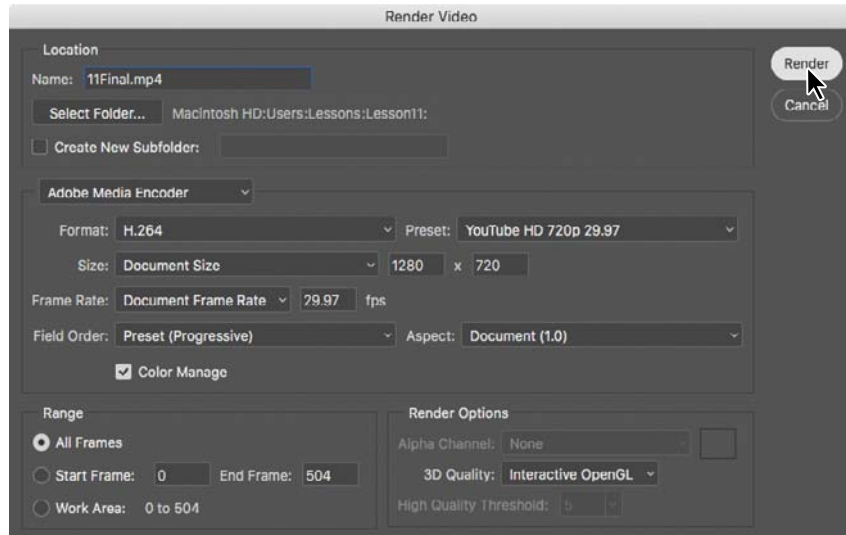 Render Video
Location
Name: 11Final.mp4
Render
Select Folder... Macintosh HD:Users:Lessons:Lesson11:
Cancel
Create New Subfolder:
Adobe Media Encoder
Format: H.264 Preset: YouTube HD 720p 29.97
Size: Document Size 1280 x 720
Frame Rate: Document Frame Rate 29.97 fps
Field Order: Preset (Progressive) Aspect: Document (1.0)
Color Manage
Range
All Frames
Start Frame: 0 End Frame: 504
Work Area: 0 to 504
Render Options
Alpha Channel: None
3D Quality: Interactive OpenGL
High Quality Threshold: 5